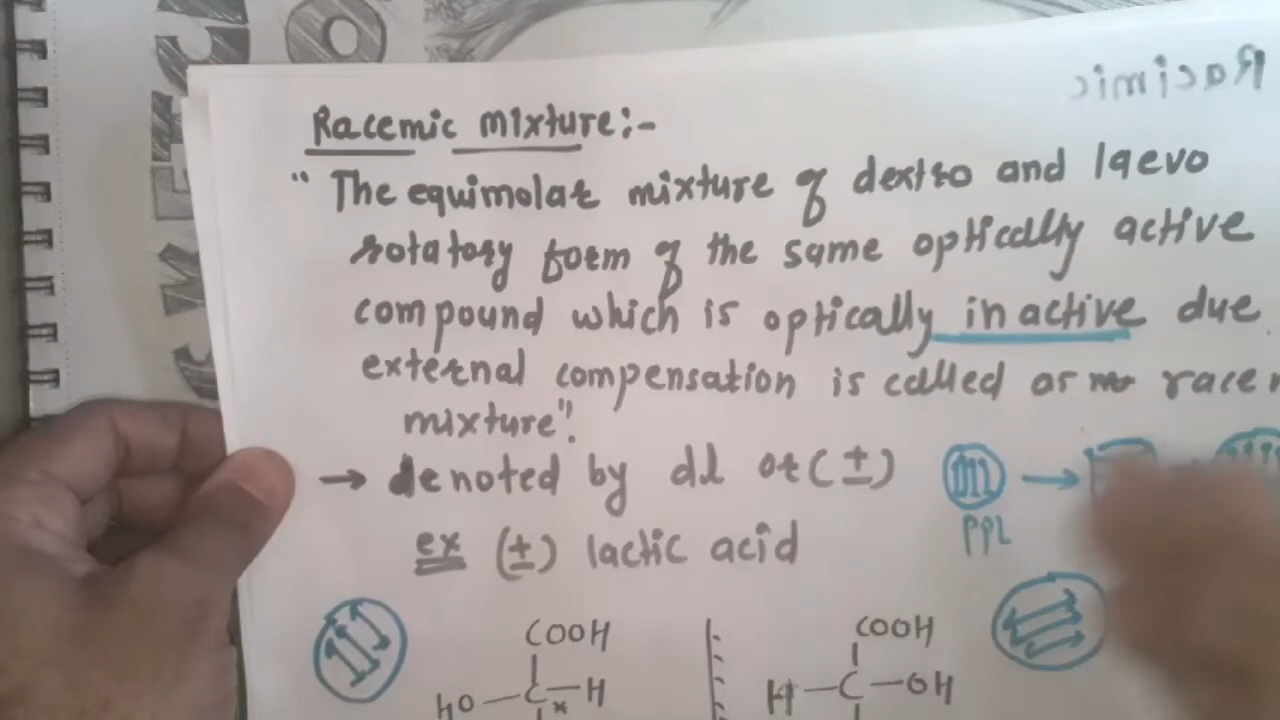 Racemic mixture:-
" The equimolar mixture of dextro and laevo
rotatory form of the same optically active
compound which is optically inactive due
external compensation is called as racem
mixture".
→ denoted by dl or (±)
PPL
ex (±) lactic acid
COOH COOH
HO—C*—H H—C—OH